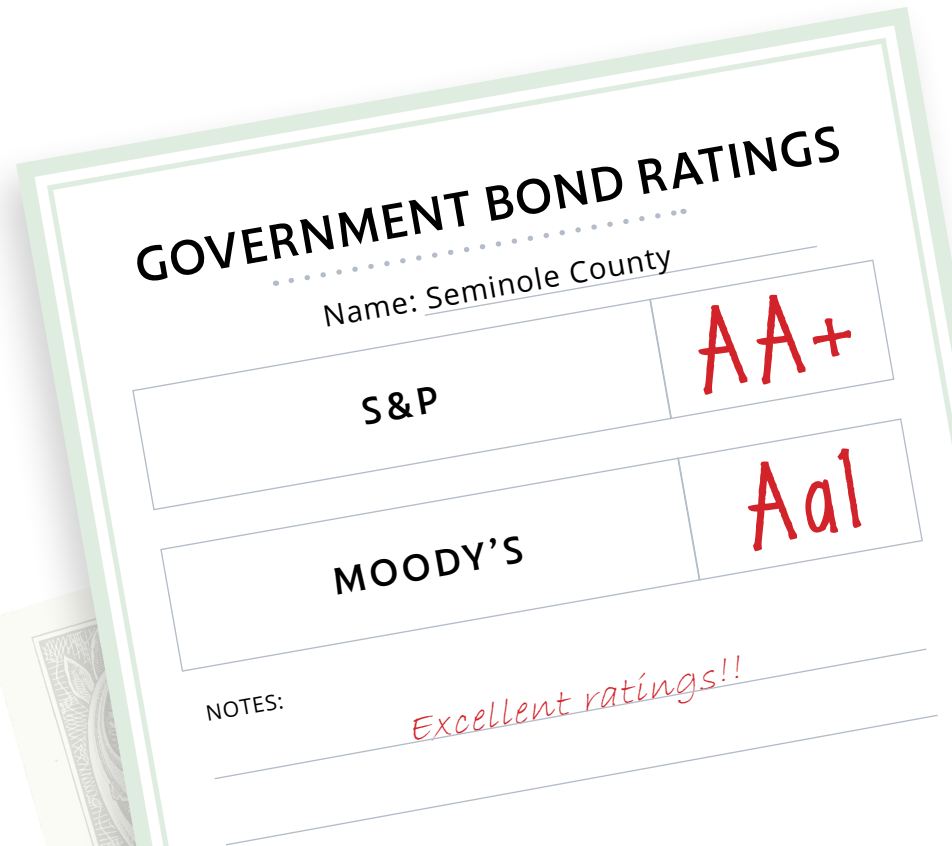 GOVERNMENT BOND RATINGS
Name: Seminole County
S&P AA+
MOODY’S Aa1
NOTES: Excellent ratings!!